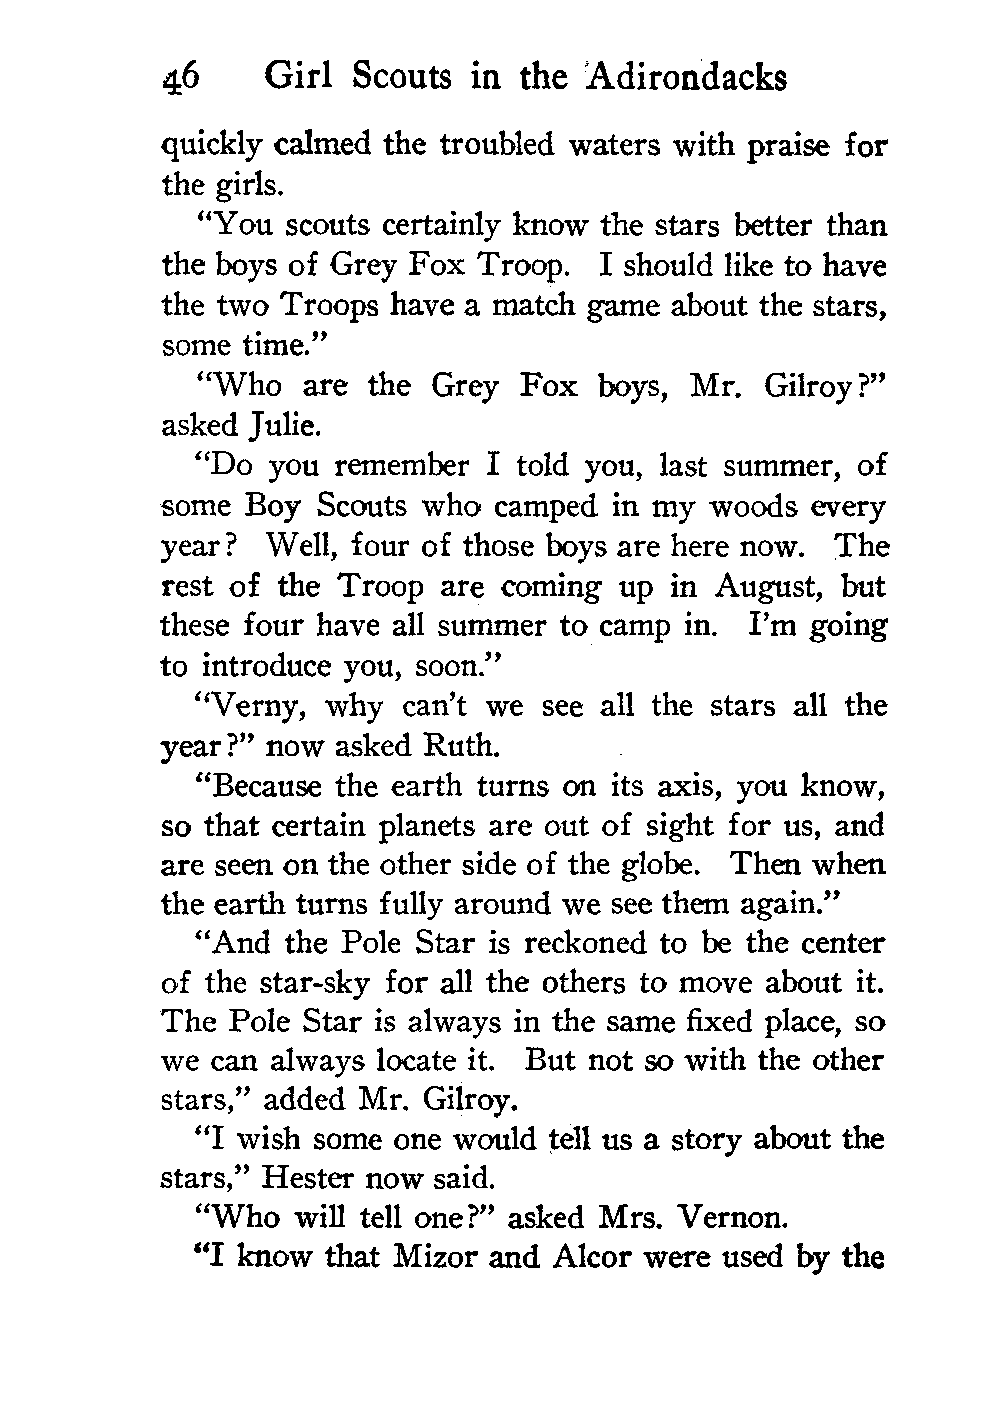 46 Girl Scouts in the Adirondacks
quickly calmed the troubled waters with praise for
the girls.
“You scouts certainly know the stars better than
the boys of Grey Fox Troop. I should like to have
the two Troops have a match game about the stars,
some time.”
“Who are the Grey Fox boys, Mr. Gilroy?”
asked Julie.
“Do you remember I told you, last summer, of
some Boy Scouts who camped in my woods every
year? Well, four of those boys are here now. The
rest of the Troop are coming up in August, but
these four have all summer to camp in. I’m going
to introduce you, soon.”
“Verny, why can’t we see all the stars all the
year?” now asked Ruth.
“Because the earth turns on its axis, you know,
so that certain planets are out of sight for us, and
are seen on the other side of the globe. Then when
the earth turns fully around we see them again.”
“And the Pole Star is reckoned to be the center
of the star-sky for all the others to move about it.
The Pole Star is always in the same fixed place, so
we can always locate it. But not so with the other
stars,” added Mr. Gilroy.
“I wish some one would tell us a story about the
stars,” Hester now said.
“Who will tell one?” asked Mrs. Vernon.
“I know that Mizor and Alcor were used by the